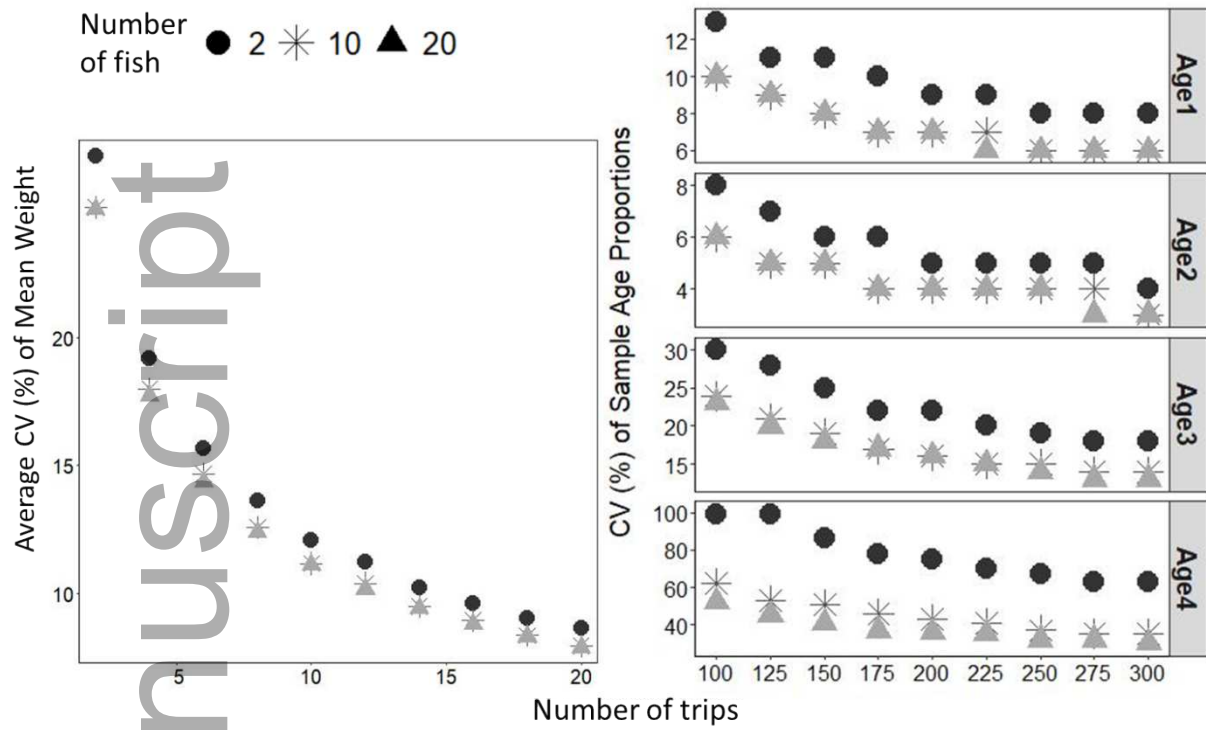 Number
of fish
2 10 20
Average CV (%) of Mean Weight
20
15
10
5 10 15 20
nuscript
CV (%) of Sample Age Proportions
12
10
8
6
Age1
8
6
4
Age2
30
25
20
15
Age3
100
80
60
40
Age4
100 125 150 175 200 225 250 275 300
Number of trips